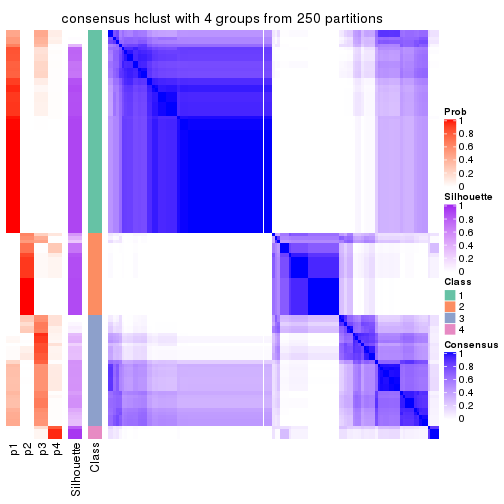 consensus hclust with 4 groups from 250 partitions
Prob
1
0.8
0.6
0.4
0.2
0
Silhouette
1
0.8
0.6
0.4
0.2
0
Class
1
2
3
4
Consensus
1
0.8
0.6
0.4
0.2
0
p1
p2
p3
p4
Silhouette
Class